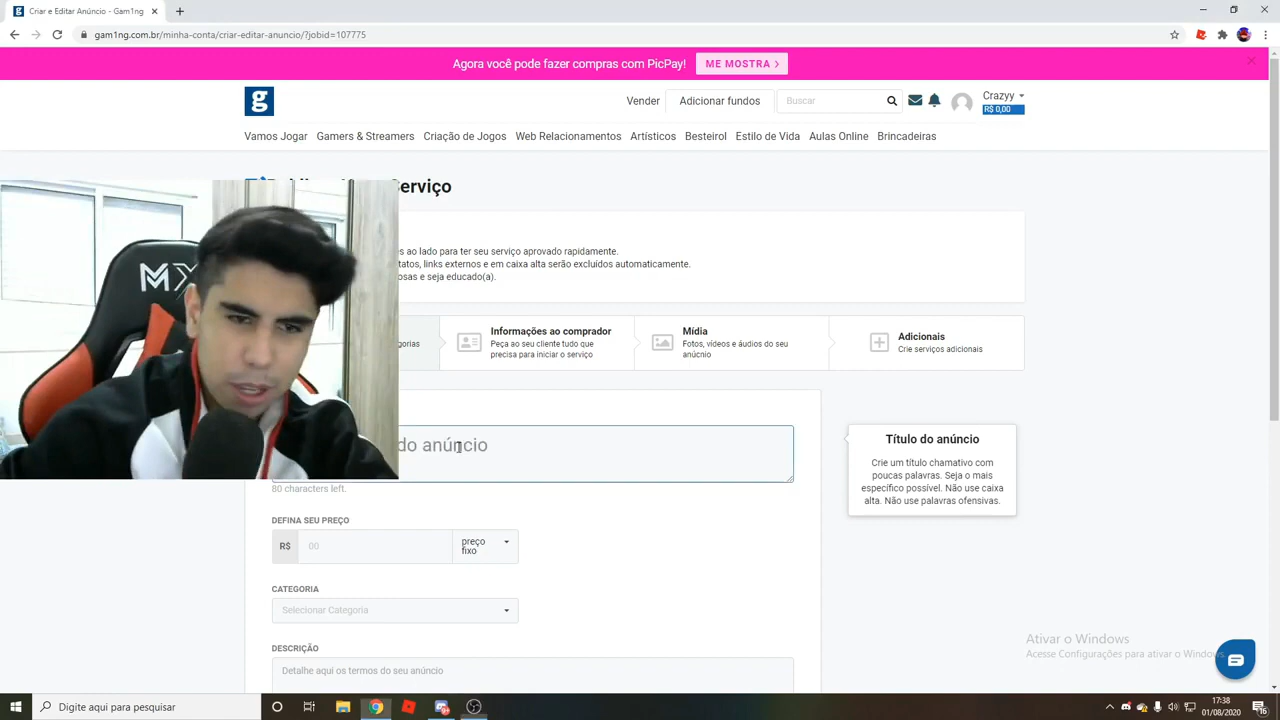 Criar e Editar Anúncio - Gam1ng
gam1ng.com.br/minha-conta/criar-editar-anuncio/?jobid=107775
Agora você pode fazer compras com PicPay!
ME MOSTRA >
g
Vender
Adicionar fundos
Buscar
Crazyy
R$ 0,00
Vamos Jogar
Gamers & Streamers
Criação de Jogos
Web Relacionamentos
Artísticos
Besteirol
Estilo de Vida
Aulas Online
Brincadeiras
Serviço
ao lado para ter seu serviço aprovado rapidamente.
links externos e em caixa alta serão excluídos automaticamente.
e seja educado(a).
Informações ao comprador
Peça ao seu cliente tudo que
precisa para iniciar o serviço
Mídia
Fotos, vídeos e áudios do seu
anúcnio
Adicionais
Crie serviços adicionais
MX
do anúncio
80 characters left.
Título do anúncio
Crie um título chamativo com
poucas palavras. Seja o mais
específico possível. Não use caixa
alta. Não use palavras ofensivas.
DEFINA SEU PREÇO
R$
00
preço
fixo
CATEGORIA
Selecionar Categoria
DESCRIÇÃO
Detalhe aqui os termos do seu anúncio
Ativar o Windows
Acesse Configurações para ativar o Windows.
Digite aqui para pesquisar
17:38
01/08/2020
16